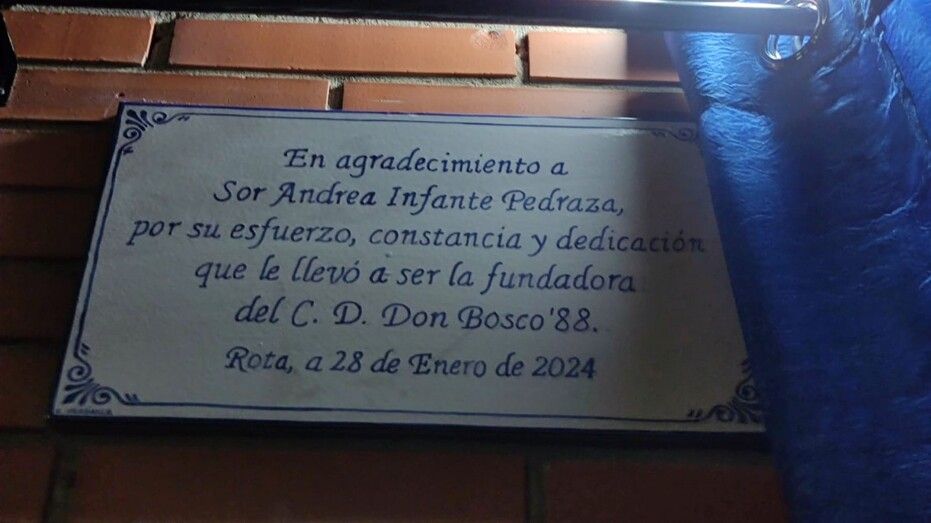 En agradecimiento a
Sor Andrea Infante Pedraza,
por su esfuerzo, constancia y dedicación
que le llevó a ser la fundadora
del C. D. Don Bosco'88.
Rota, a 28 de Enero de 2024